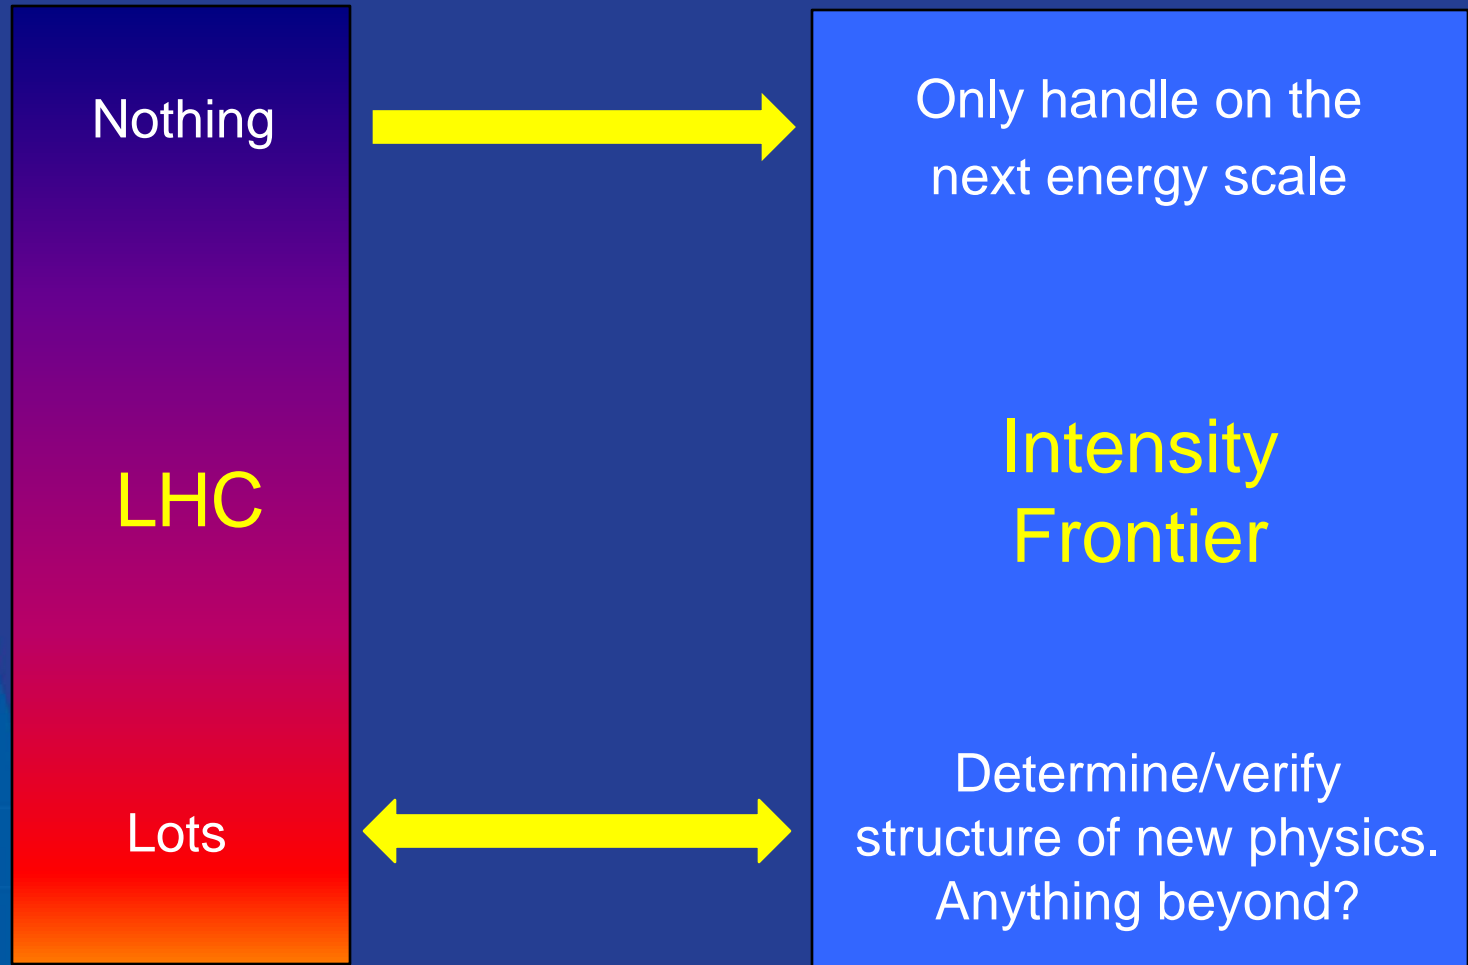 Nothing
LHC
Lots
Only handle on the
next energy scale
Intensity
Frontier
Determine/verify
structure of new physics.
Anything beyond?